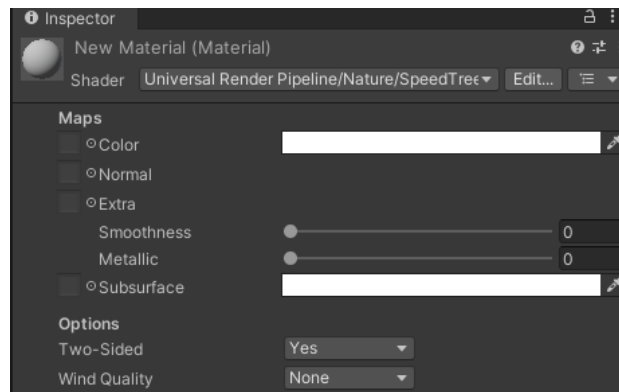 Inspector
New Material (Material)
Shader Universal Render Pipeline/Nature/SpeedTree Edit...
Maps
Color
Normal
Extra
Smoothness 0
Metallic 0
Subsurface
Options
Two-Sided Yes
Wind Quality None